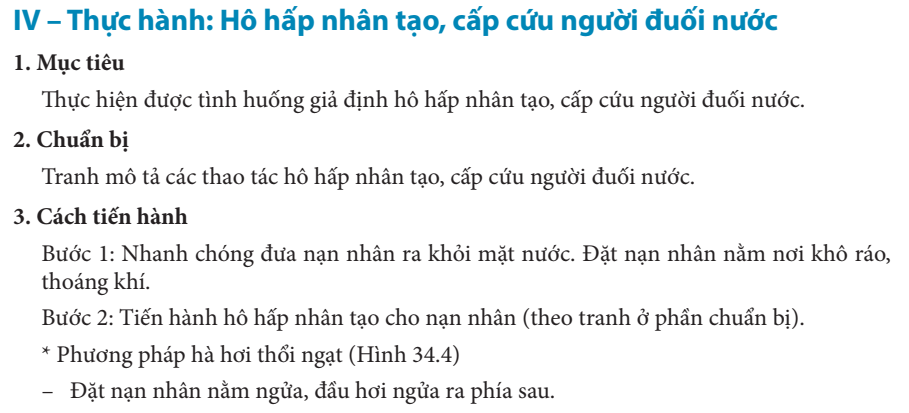 IV – Thực hành: Hô hấp nhân tạo, cấp cứu người đuối nước
1. Mục tiêu
Thực hiện được tình huống giả định hô hấp nhân tạo, cấp cứu người đuối nước.
2. Chuẩn bị
Tranh mô tả các thao tác hô hấp nhân tạo, cấp cứu người đuối nước.
3. Cách tiến hành
Bước 1: Nhanh chóng đưa nạn nhân ra khỏi mặt nước. Đặt nạn nhân nằm nơi khô ráo,
thoáng khí.
Bước 2: Tiến hành hô hấp nhân tạo cho nạn nhân (theo tranh ở phần chuẩn bị).
* Phương pháp hà hơi thổi ngạt (Hình 34.4)
– Đặt nạn nhân nằm ngửa, đầu hơi ngửa ra phía sau.